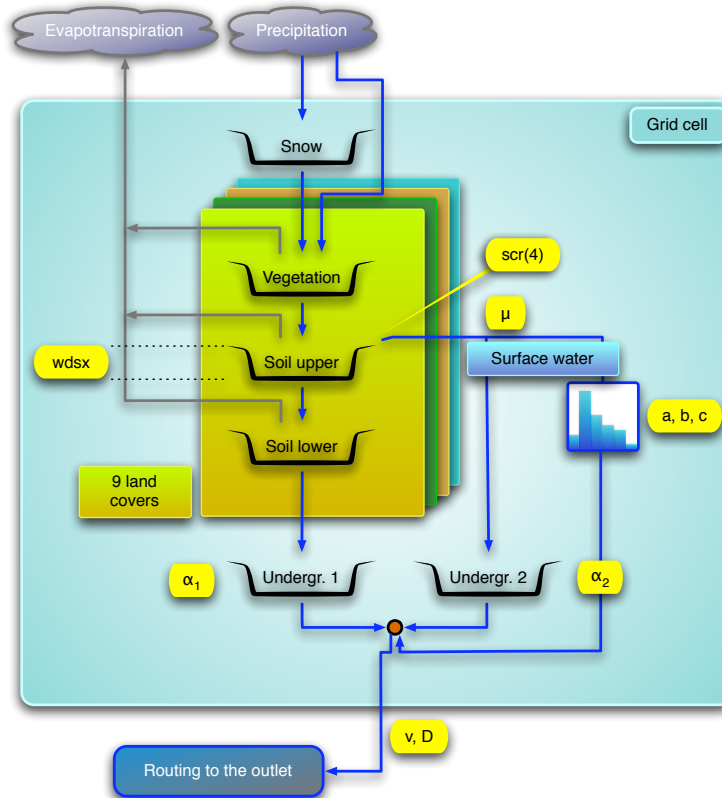 Evapotranspiration
Precipitation
Grid cell
Snow
scr(4)
Vegetation
μ
wdsx
Soil upper
Surface water
a, b, c
Soil lower
9 land
covers
α1
Undergr. 1
Undergr. 2
α2
v, D
Routing to the outlet